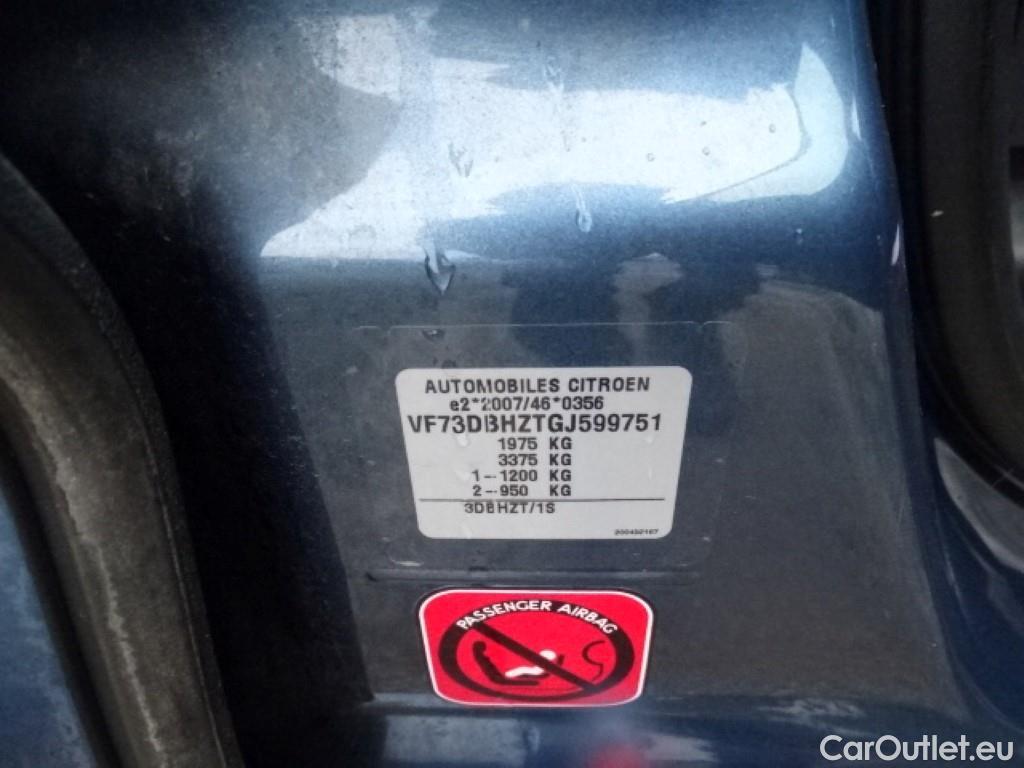 AUTOMOBILES CITROEN
e2*2007/46*0356
VF73DBHZTGJ599751
1975 KG
3375 KG
1--1200 KG
2--950 KG
3DBHZT/1S
200492167
PASSENGER AIRBAG
CarOutlet.eu